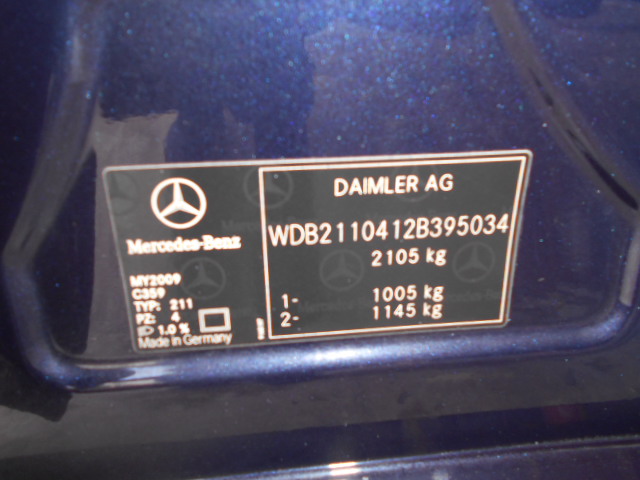 Mercedes-Benz
MY2009
C359
TYP: 211
PZ: 4
1.0 %
Made in Germany
DAIMLER AG
WDB2110412B395034
2105 kg
1- 1005 kg
2- 1145 kg